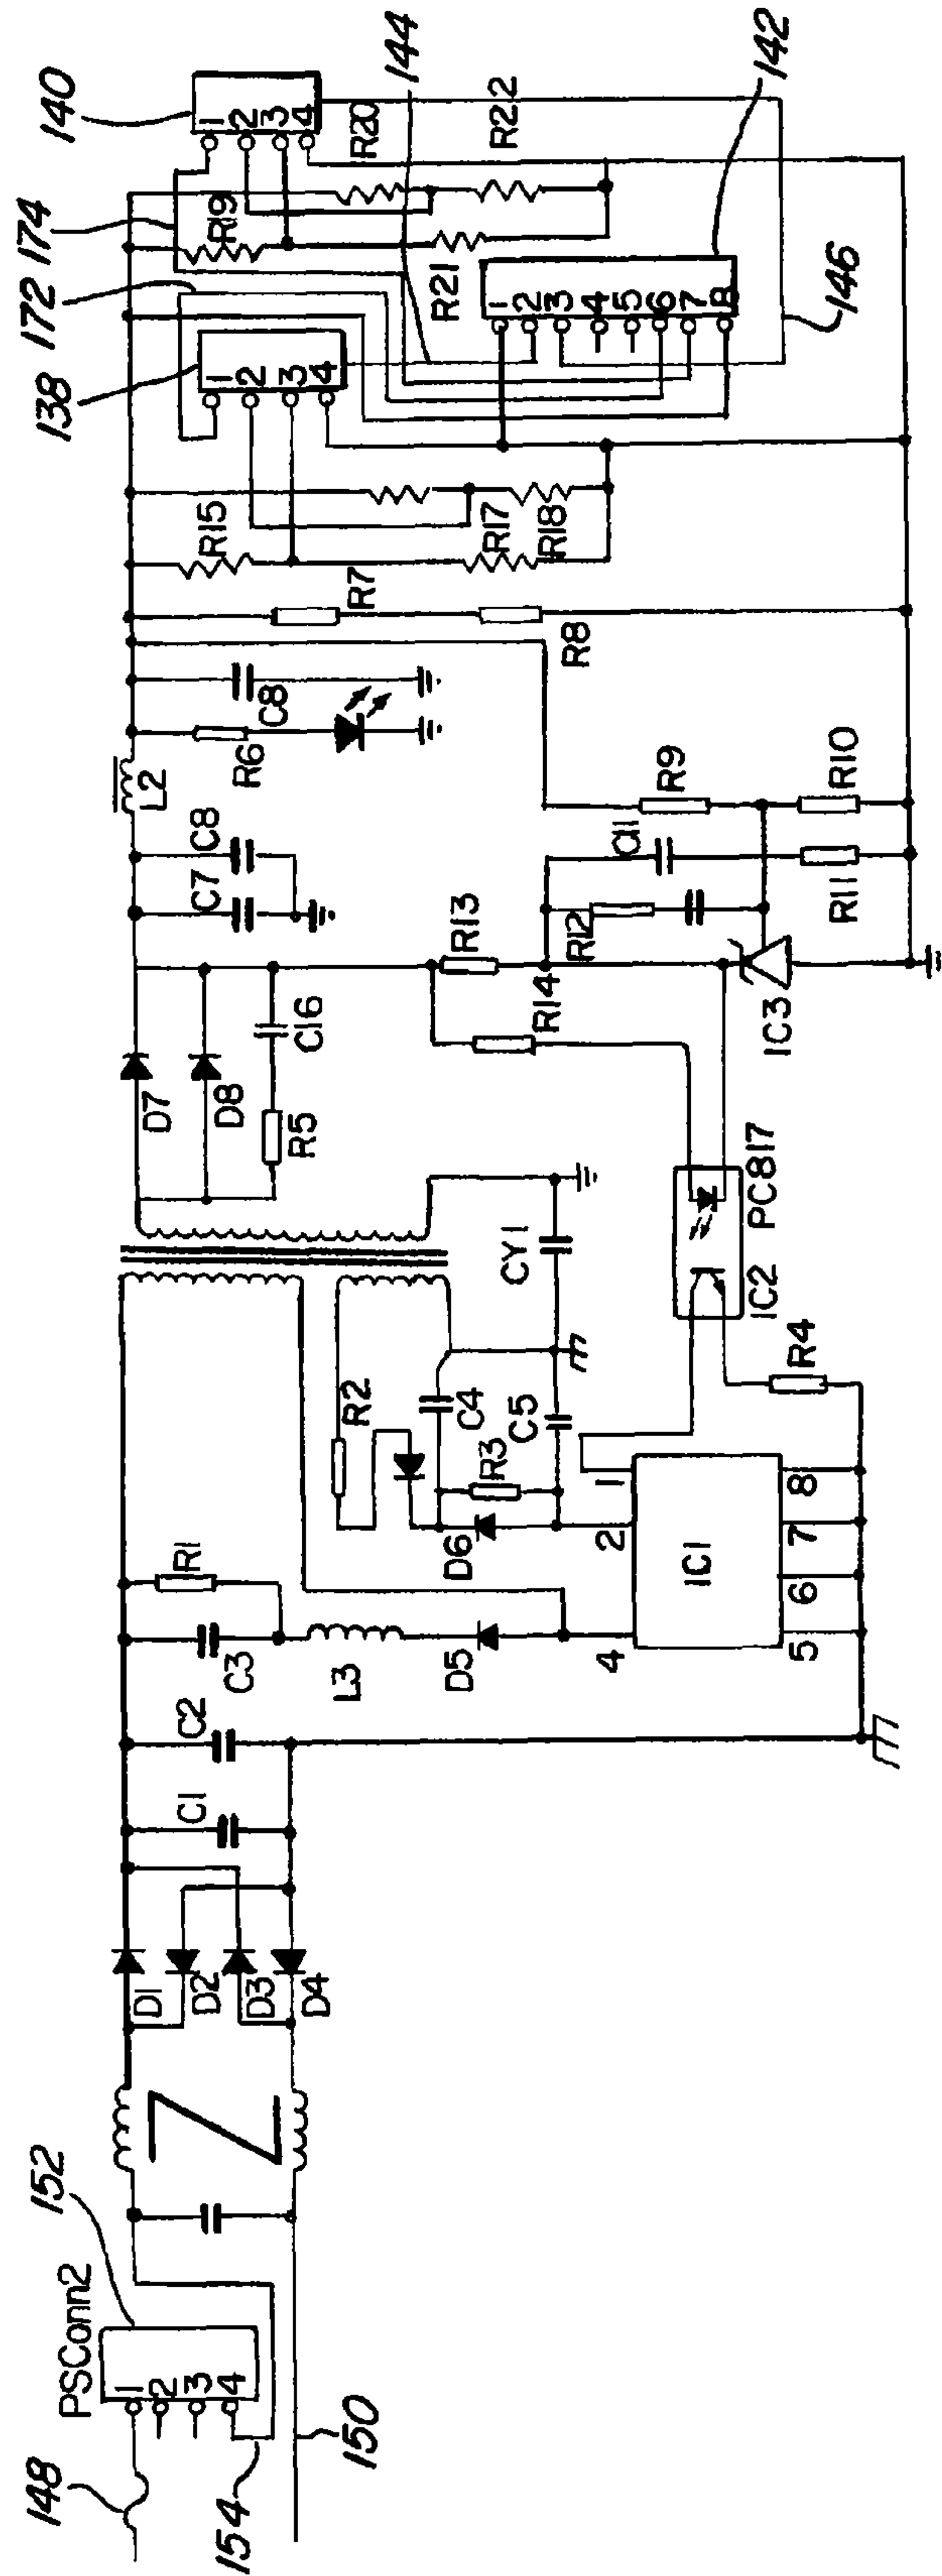 148
PSConn2
152
1
2
3
4
154
150
D1
D2
D3
D4
C1
C2
C3
R1
L3
D5
4
R2
D6
R3
C4
C5
CY1
2
1
IC1
5
6
7
8
R4
IC2
PC817
D7
D8
R5
C16
C7
C8
L2
R13
R14
IC3
R12
C11
R11
R9
R10
R6
C8
R7
R8
R15
R17
R18
138
172
174
140
1
2
3
4
R19
R21
1
2
3
4
R20
R22
144
1
2
3
4
5
6
7
8
142
146